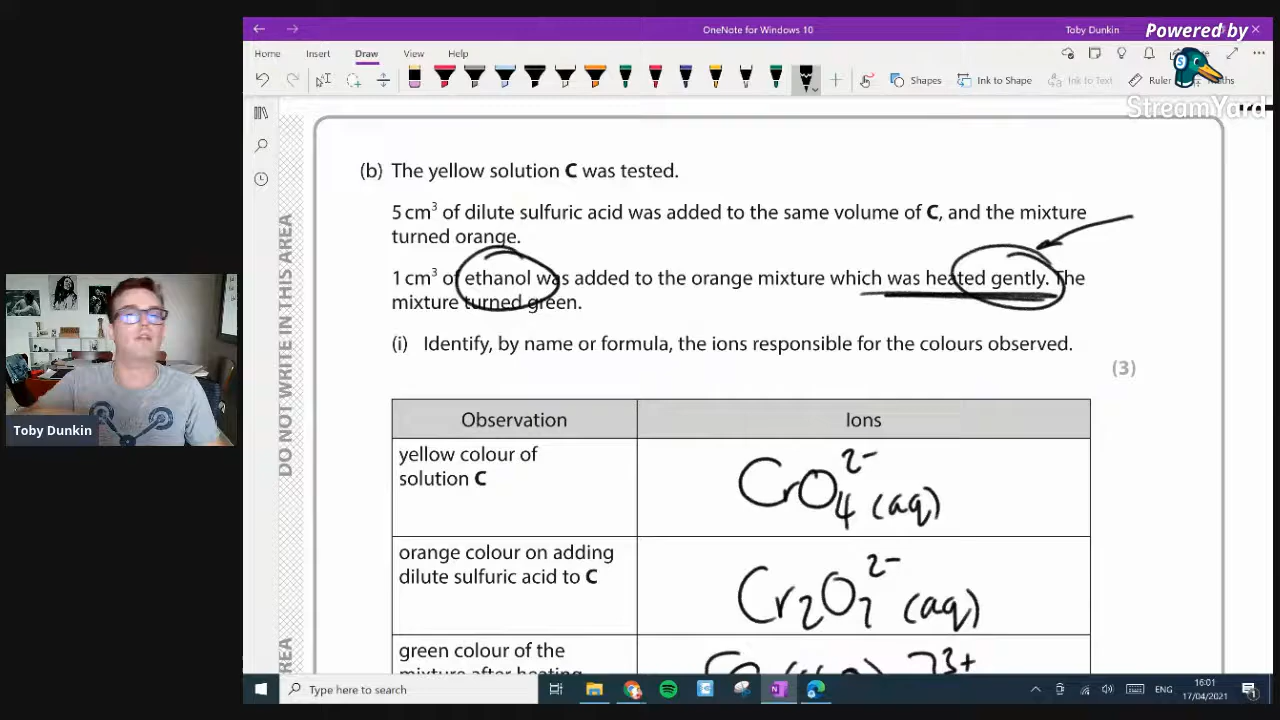 OneNote for Windows 10
Toby Dunkin
Powered by
StreamYard
Home Insert Draw View Help
Shapes
Ink to Shape
Ink to Text
Ruler
(b) The yellow solution C was tested.
5 cm³ of dilute sulfuric acid was added to the same volume of C, and the mixture
turned orange.
1 cm³ of ethanol was added to the orange mixture which was heated gently. The
mixture turned green.
(i) Identify, by name or formula, the ions responsible for the colours observed.
(3)
Observation Ions
yellow colour of
solution C
CrO₄²⁻ (aq)
orange colour on adding
dilute sulfuric acid to C
Cr₂O₇²⁻ (aq)
green colour of the
mixture after heating
DO NOT WRITE IN THIS AREA
AREA
Toby Dunkin
Type here to search
ENG
16:01
17/04/2021